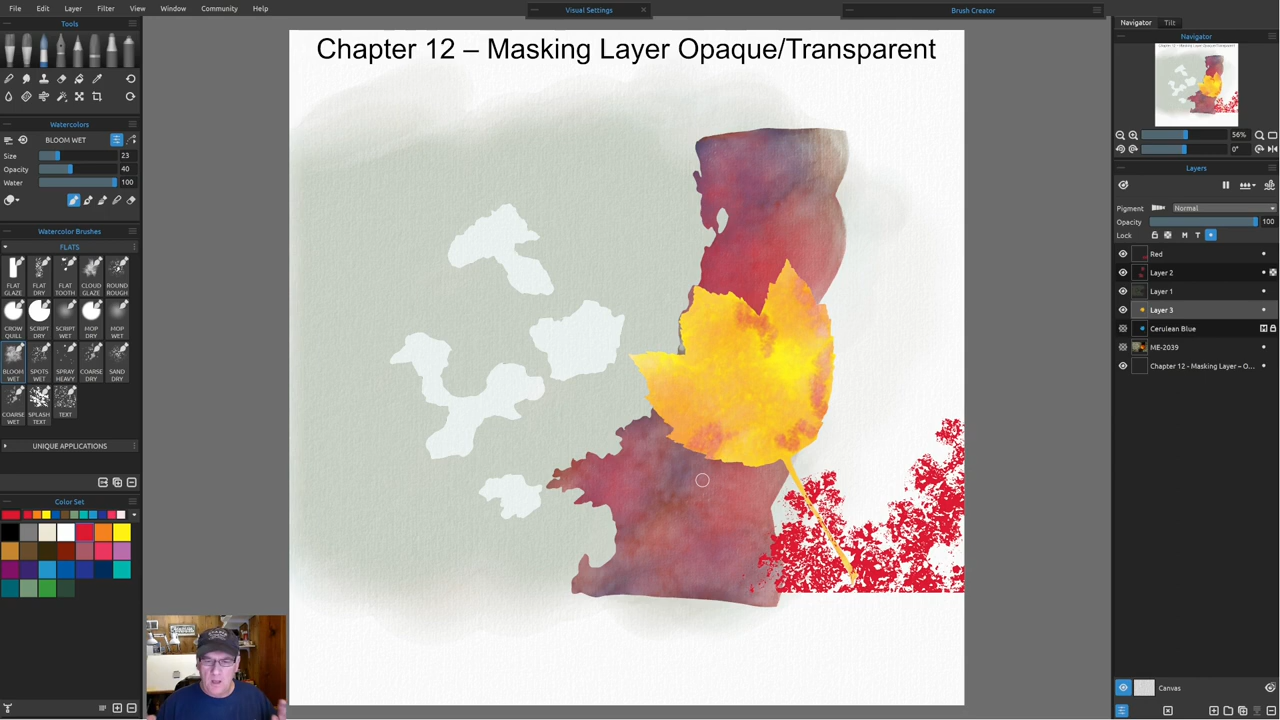 File Edit Layer Filter View Window Community Help
Visual Settings
Brush Creator
Tools
Watercolors
BLOOM WET
Size 23
Opacity 40
Water 100
Watercolor Brushes
FLATS
FLAT GLAZE
FLAT DRY
FLAT TOOTH
CLOUD GLAZE
ROUND ROUGH
CROW QUILL
SCRIPT DRY
SCRIPT WET
MOP DRY
MOP WET
BLOOM WET
SPOTS WET
SPRAY HEAVY
COARSE DRY
SAND DRY
COARSE WET
SPLASH TEXT
TEXT
UNIQUE APPLICATIONS
Color Set
Chapter 12 – Masking Layer Opaque/Transparent
Navigator Tilt
Navigator
56%
0°
Layers
Pigment Normal
Opacity 100
Lock M T
Red
Layer 2
Layer 1
Layer 3
Cerulean Blue
ME-2039
Chapter 12 - Masking Layer – O...
Canvas